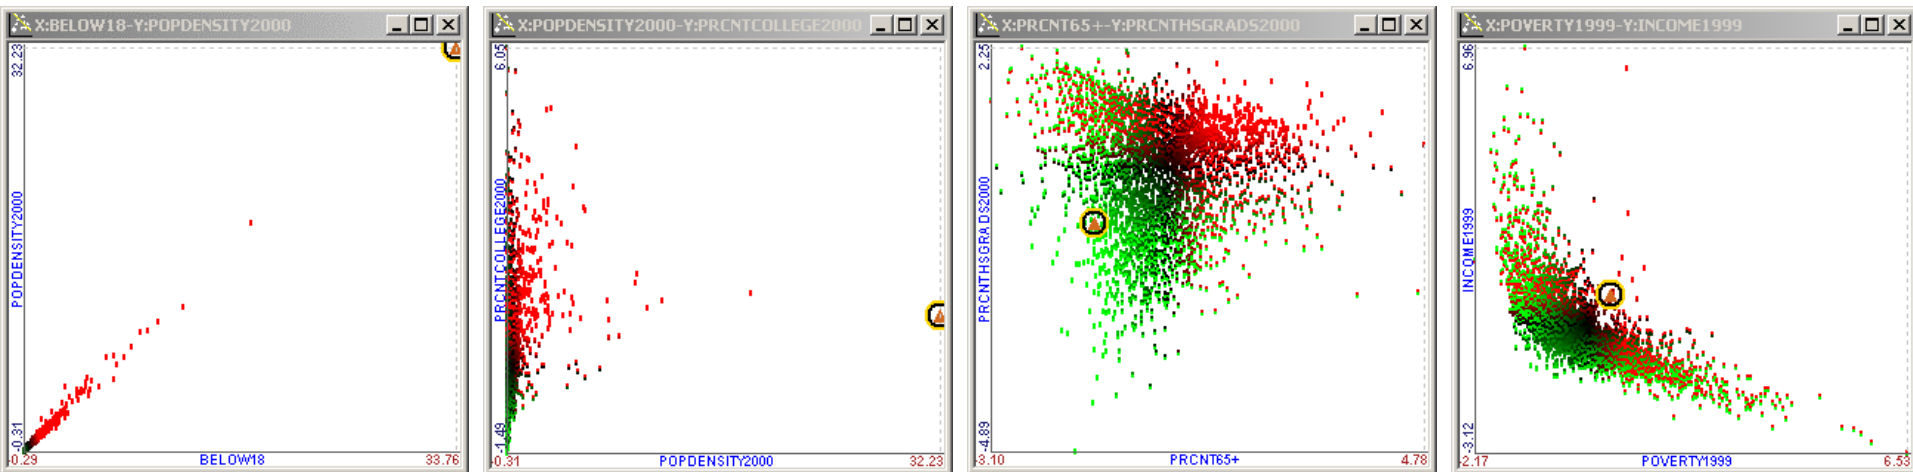 X:BELOW18-Y:POPDENSITY2000
32.23
POPDENSITY2000
-0.31
-0.29
BELOW18
33.76
X:POPDENSITY2000-Y:PRCNTCOLLEGE2000
6.05
PRCNTCOLLEGE2000
-1.49
-0.31
POPDENSITY2000
32.23
X:PRCNT65+-Y:PRCNTHSGRADS2000
2.25
PRCNTHSGRADS2000
-4.89
-3.10
PRCNT65+
4.78
X:POVERTY1999-Y:INCOME1999
6.96
INCOME1999
-3.12
-2.17
POVERTY1999
6.53